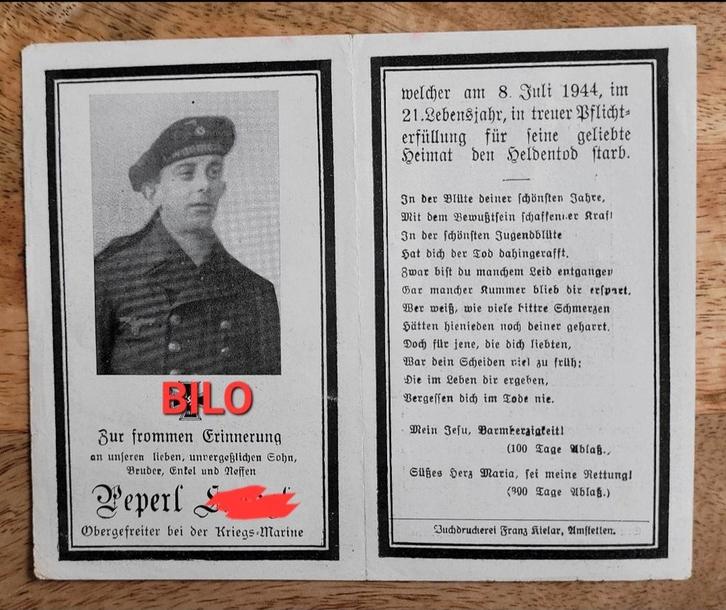 BILO
Zur frommen Erinnerung
an unseren lieben, unvergeßlichen Sohn,
Bruder, Enkel und Neffen
Peperl
Obergefreiter bei der Kriegs-Marine
welcher am 8. Juli 1944, im
21. Lebensjahr, in treuer Pflicht-
erfüllung für seine geliebte
Heimat den Heldentod starb.
In der Blüte deiner schönsten Jahre,
Mit dem Bewußtsein schaffender Kraft
In der schönsten Jugendblüte
Hat dich der Tod dahingerafft.
Zwar bist du manchem Leid entgangen
Gar mancher Kummer blieb dir erspart.
Wer weiß, wie viele bittre Schmerzen
Hätten hienieden noch deiner geharrt.
Doch für jene, die dich liebten,
War dein Scheiden viel zu früh;
Die im Leben dir ergeben,
Vergessen dich im Tode nie.
Mein Jesu, Barmherzigkeit!
(100 Tage Ablaß.)
Süßes Herz Maria, sei meine Rettung!
(300 Tage Ablaß.)
Buchdruckerei Franz Kielar, Amstetten.